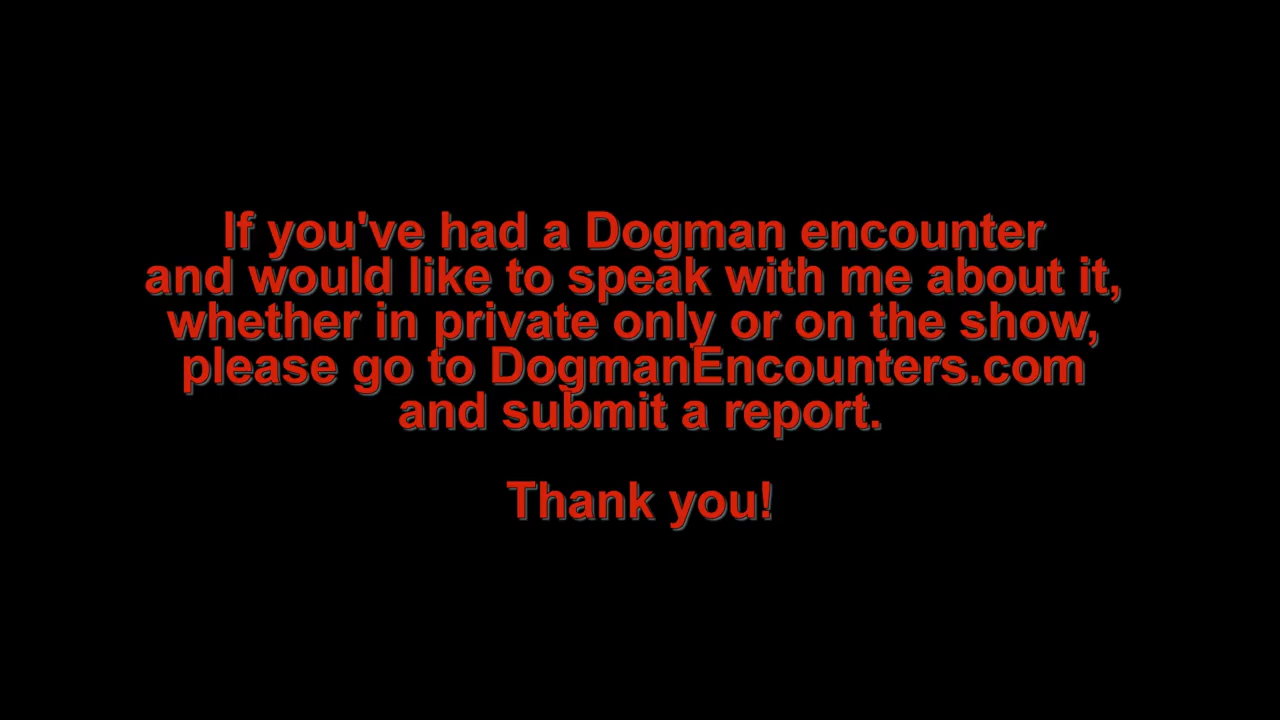 If you've had a Dogman encounter
and would like to speak with me about it,
whether in private only or on the show,
please go to DogmanEncounters.com
and submit a report.
Thank you!